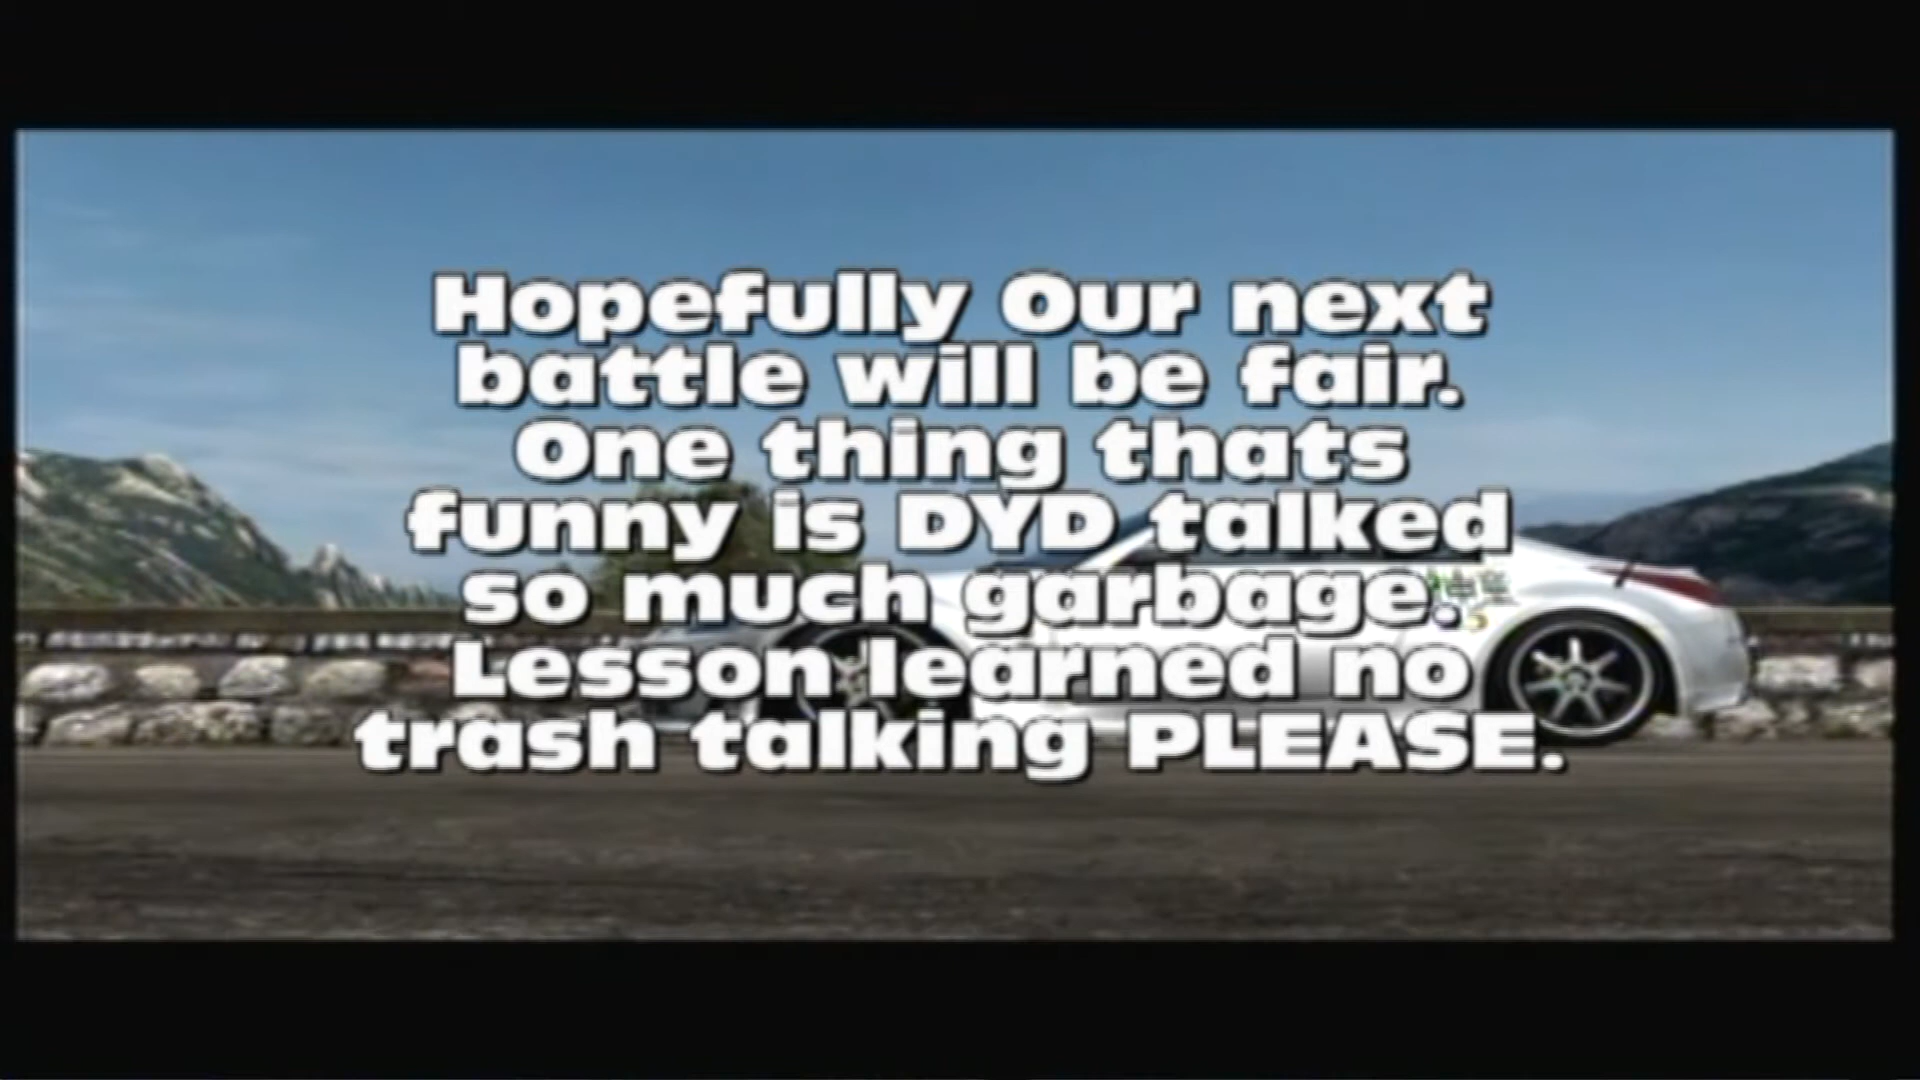 Hopefully Our next
battle will be fair.
One thing thats
funny is DYD talked
so much garbage.
Lesson learned no
trash talking PLEASE.